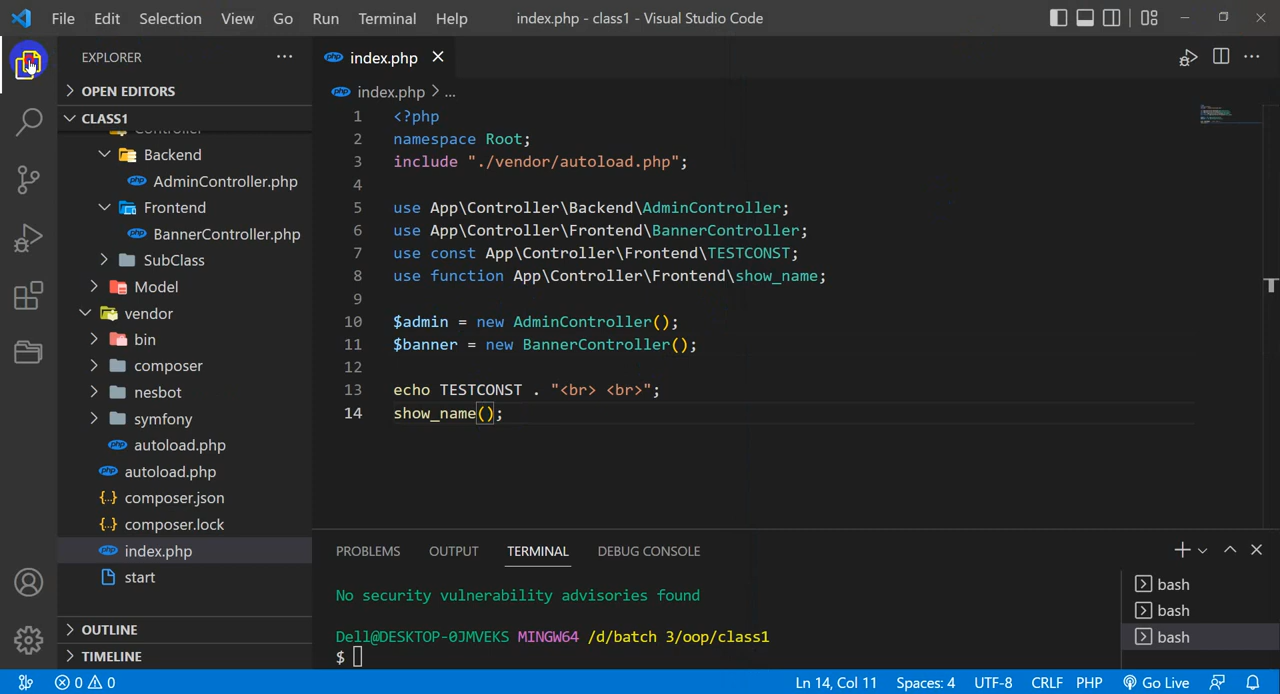 File Edit Selection View Go Run Terminal Help index.php - class1 - Visual Studio Code
EXPLORER
OPEN EDITORS
CLASS1
Controller
Backend
AdminController.php
Frontend
BannerController.php
SubClass
Model
vendor
bin
composer
nesbot
symfony
autoload.php
autoload.php
composer.json
composer.lock
index.php
start
OUTLINE
TIMELINE
index.php
index.php > ...
1 <?php
2 namespace Root;
3 include "./vendor/autoload.php";
4
5 use App\Controller\Backend\AdminController;
6 use App\Controller\Frontend\BannerController;
7 use const App\Controller\Frontend\TESTCONST;
8 use function App\Controller\Frontend\show_name;
9
10 $admin = new AdminController();
11 $banner = new BannerController();
12
13 echo TESTCONST . "<br> <br>";
14 show_name();
PROBLEMS OUTPUT TERMINAL DEBUG CONSOLE
No security vulnerability advisories found
Dell@DESKTOP-0JMVEKS MINGW64 /d/batch 3/oop/class1
$
bash
bash
bash
0 0 Ln 14, Col 11 Spaces: 4 UTF-8 CRLF PHP Go Live